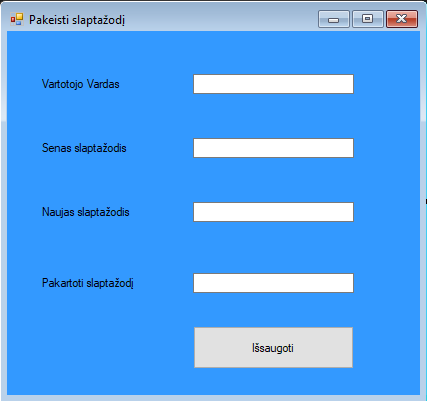 Pakeisti slaptažodį
Vartotojo Vardas
Senas slaptažodis
Naujas slaptažodis
Pakartoti slaptažodį
Išsaugoti